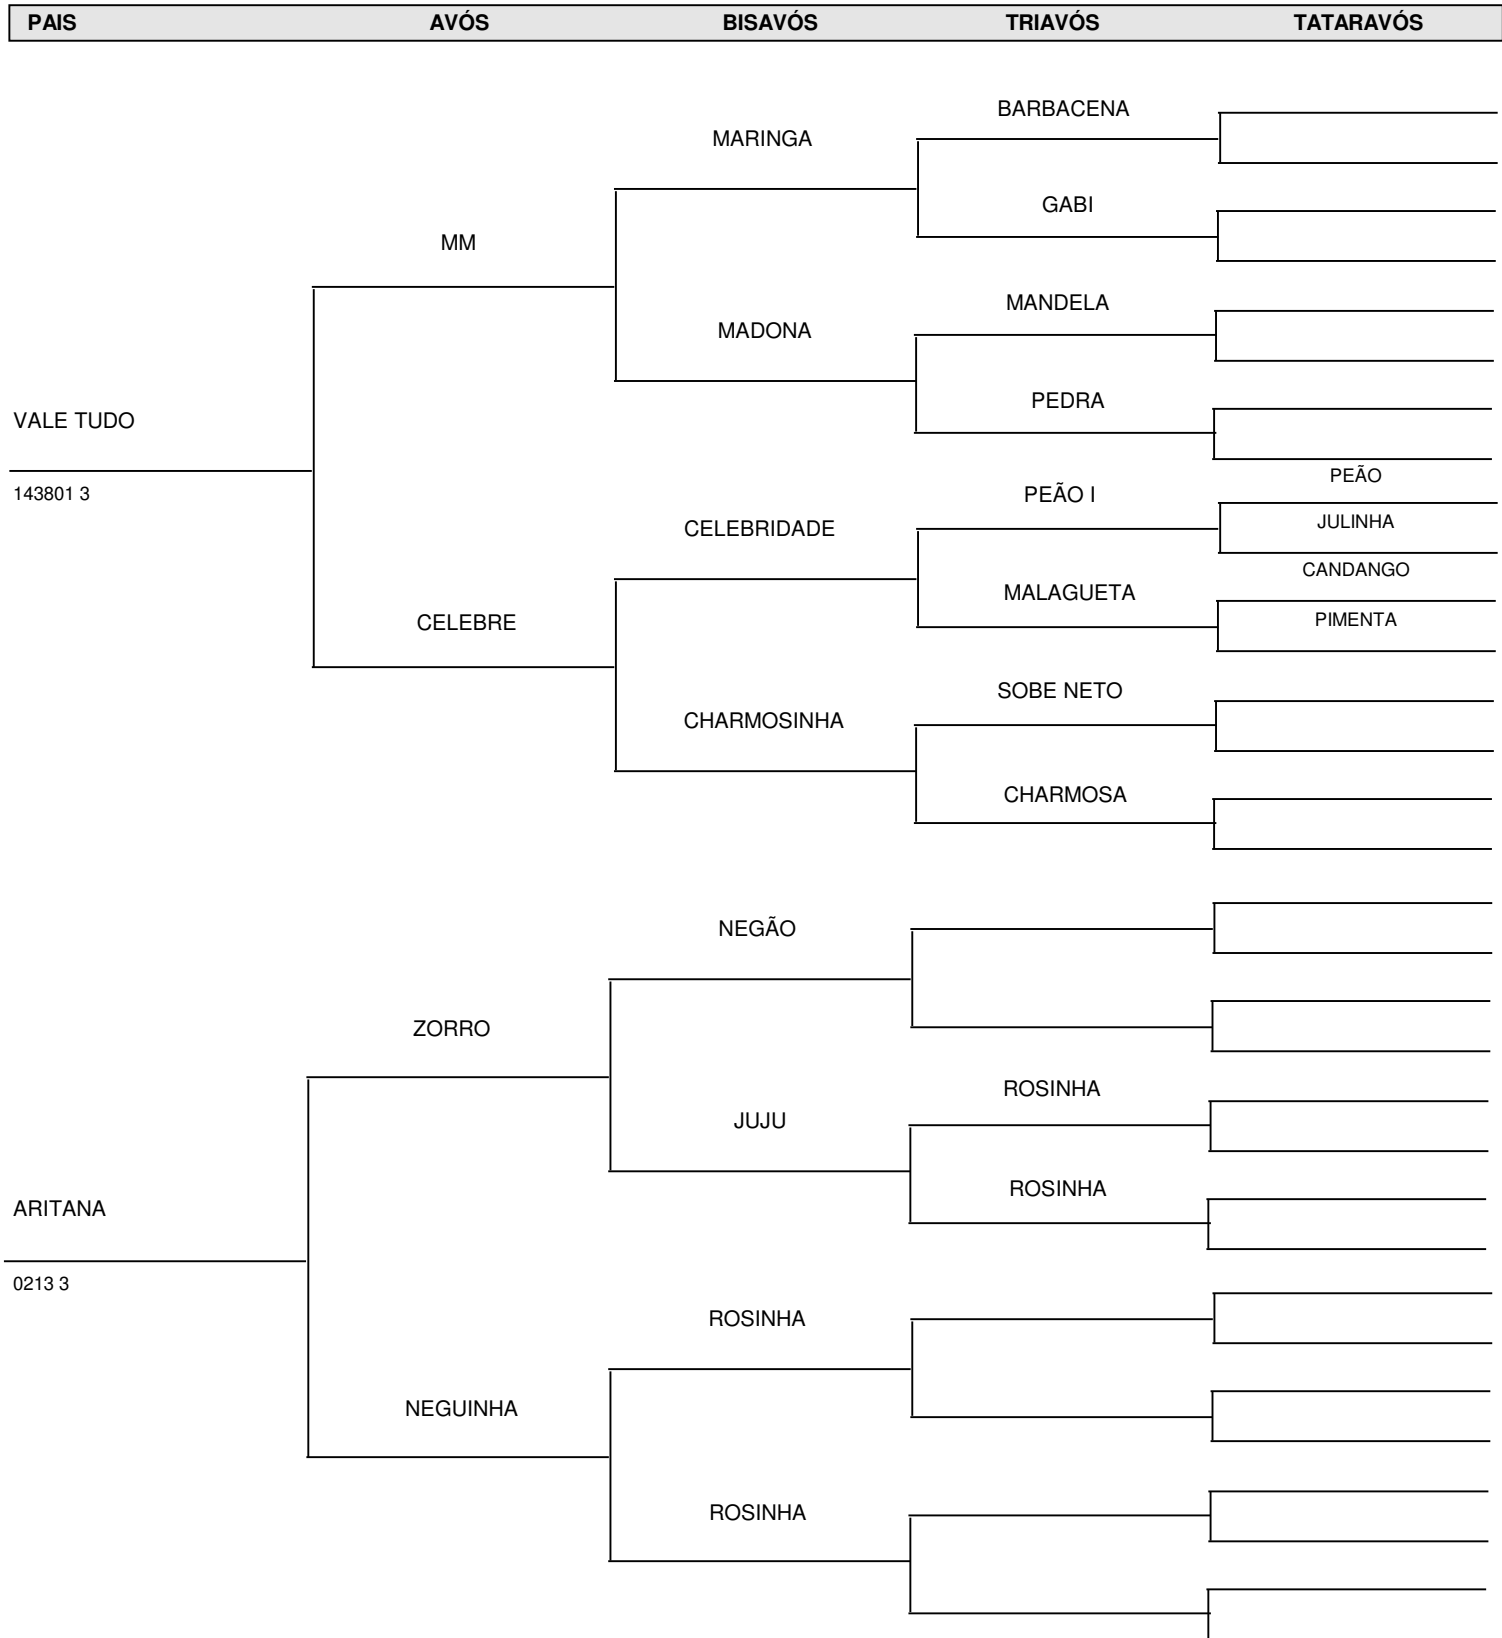 PAIS AVÓS BISAVÓS TRIAVÓS TATARAVÓS
BARBACENA
MARINGA
GABI
MM
MANDELA
MADONA
PEDRA
VALE TUDO
PEÃO
143801 3
PEÃO I
JULINHA
CELEBRIDADE
CANDANGO
MALAGUETA
PIMENTA
CELEBRE
SOBE NETO
CHARMOSINHA
CHARMOSA
NEGÃO
ZORRO
ROSINHA
JUJU
ROSINHA
ARITANA
0213 3
ROSINHA
NEGUINHA
ROSINHA